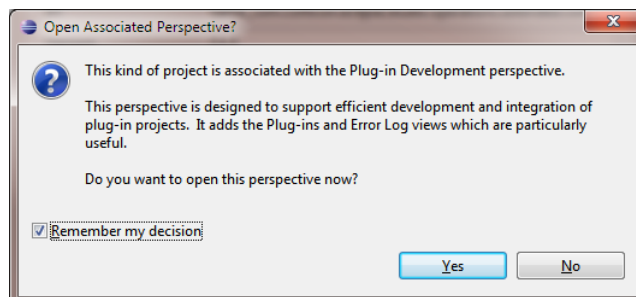 Open Associated Perspective?
This kind of project is associated with the Plug-in Development perspective.
This perspective is designed to support efficient development and integration of
plug-in projects. It adds the Plug-ins and Error Log views which are particularly
useful.
Do you want to open this perspective now?
Remember my decision
Yes No